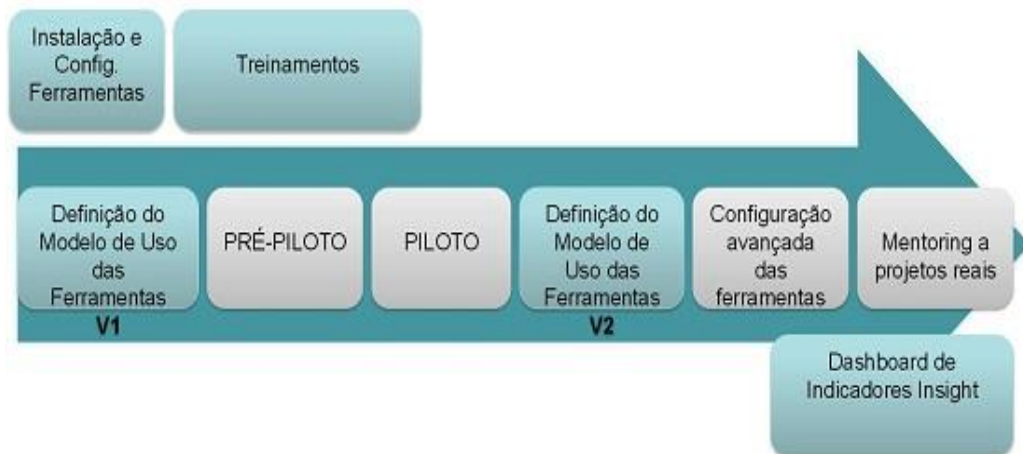 Instalação e
Config.
Ferramentas
Treinamentos
Definição do
Modelo de Uso
das
Ferramentas
V1
PRÉ-PILOTO
PILOTO
Definição do
Modelo de
Uso das
Ferramentas
V2
Configuração
avançada
das
ferramentas
Mentoring a
projetos reais
Dashboard de
Indicadores Insight